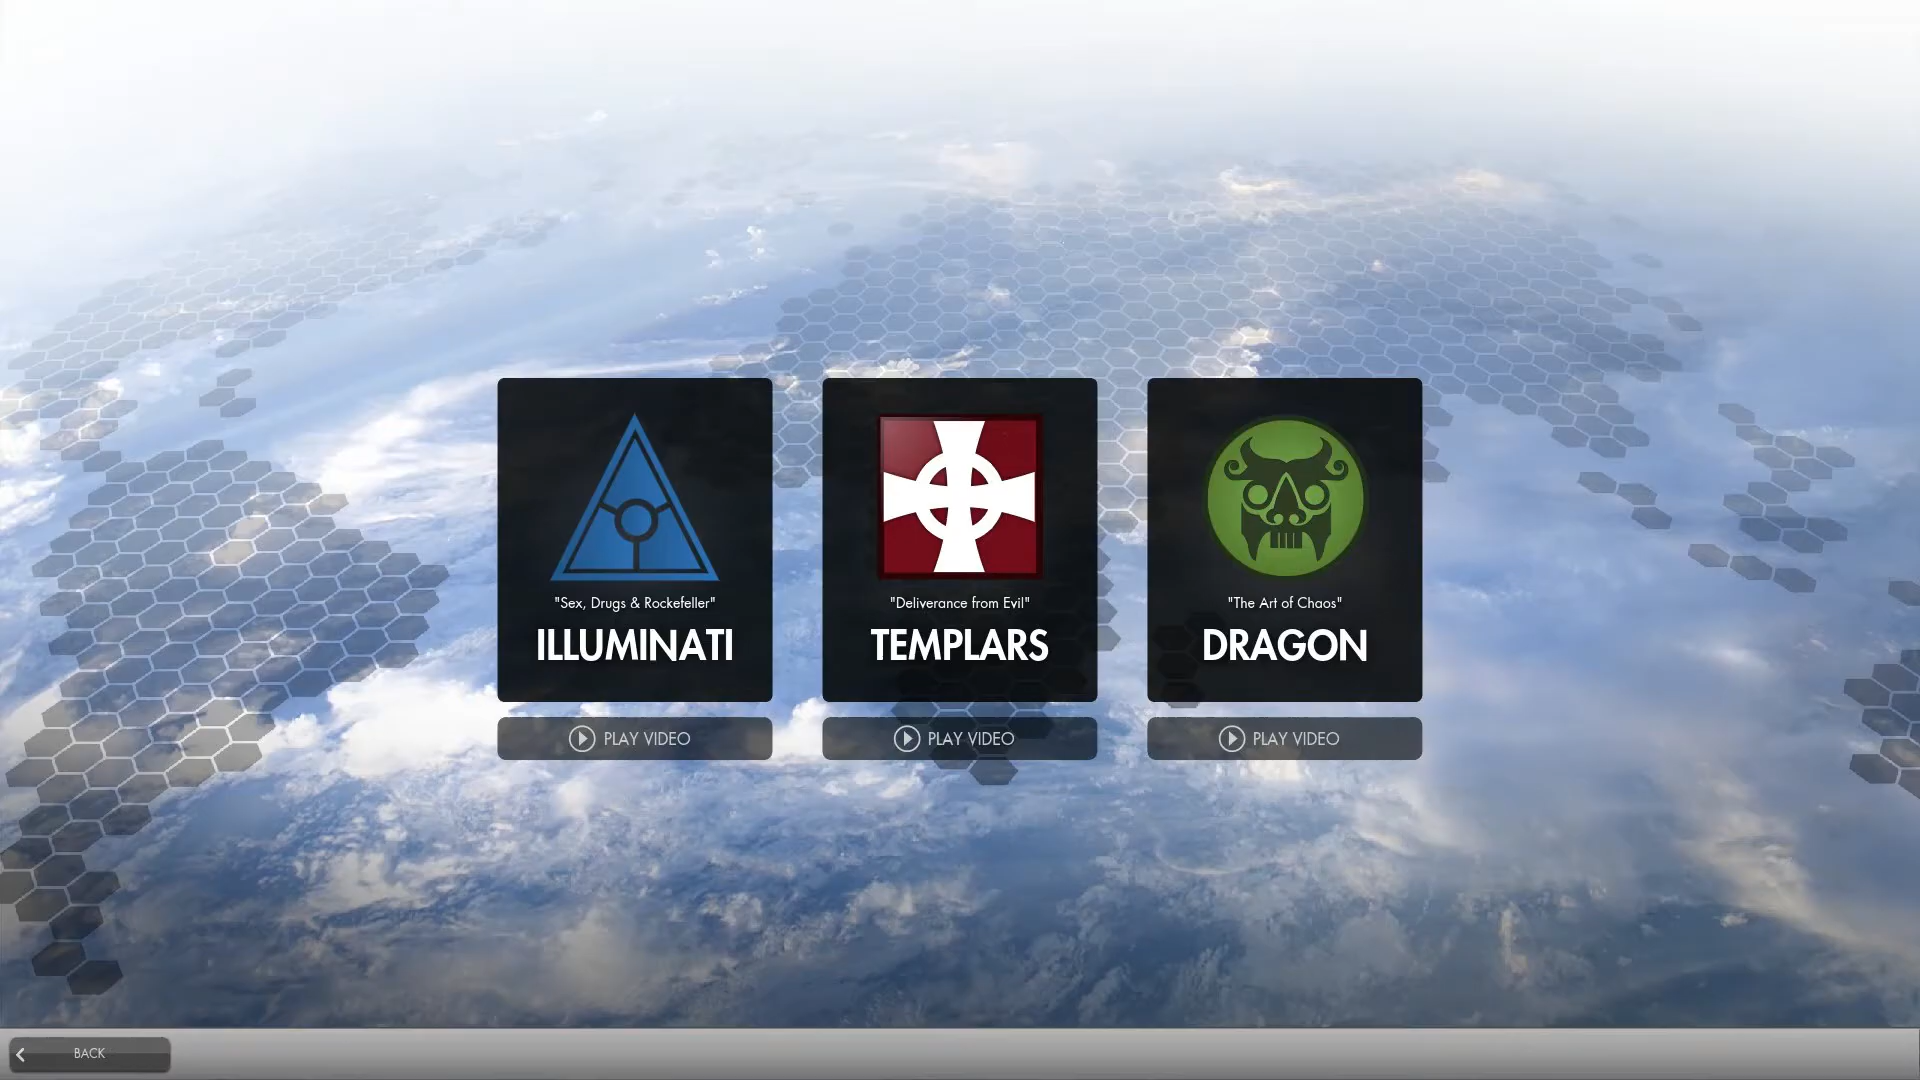 "Sex, Drugs & Rockefeller"
ILLUMINATI
PLAY VIDEO
"Deliverance from Evil"
TEMPLARS
PLAY VIDEO
"The Art of Chaos"
DRAGON
PLAY VIDEO
BACK